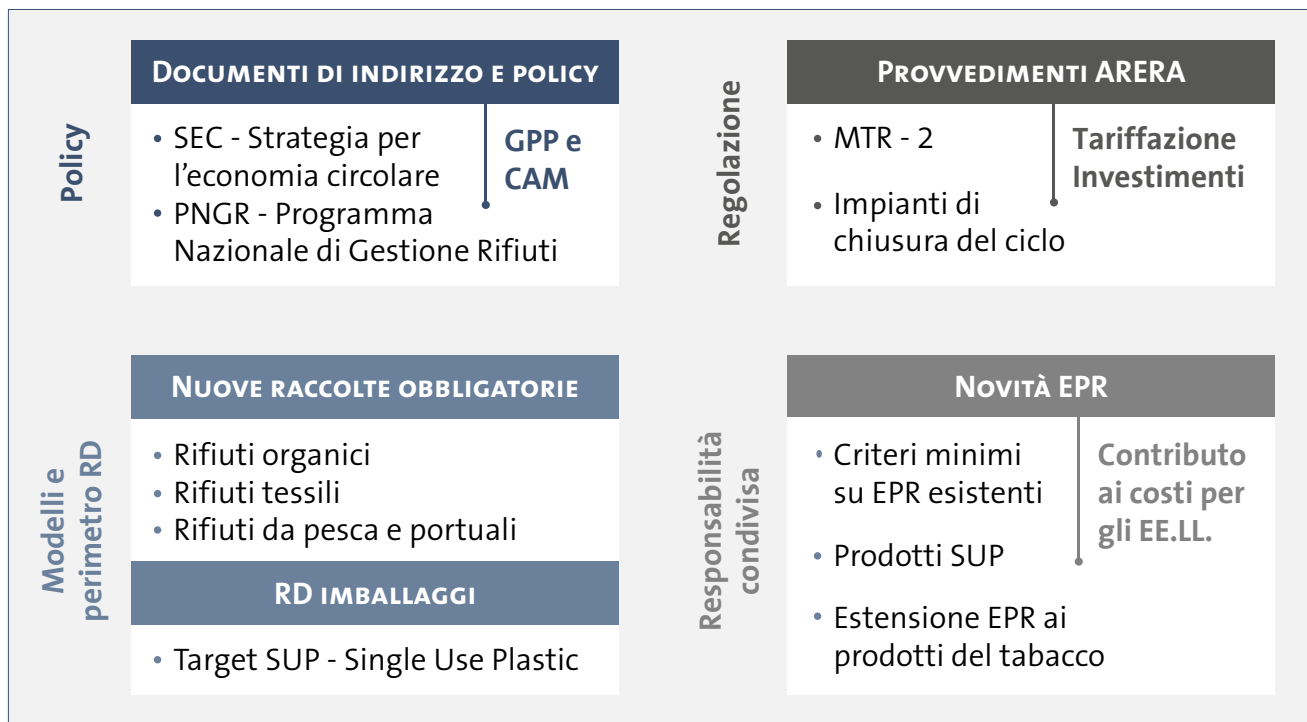 Policy
DOCUMENTI DI INDIRIZZO E POLICY
• SEC - Strategia per
l'economia circolare
• PNGR - Programma
Nazionale di Gestione Rifiuti
GPP e
CAM
Regolazione
PROVVEDIMENTI ARERA
• MTR - 2
• Impianti di
chiusura del ciclo
Tariffazione
Investimenti
Modelli e
perimetro RD
NUOVE RACCOLTE OBBLIGATORIE
• Rifiuti organici
• Rifiuti tessili
• Rifiuti da pesca e portuali
RD IMBALLAGGI
• Target SUP - Single Use Plastic
Responsabilità
condivisa
NOVITÀ EPR
• Criteri minimi
su EPR esistenti
• Prodotti SUP
• Estensione EPR ai
prodotti del tabacco
Contributo
ai costi per
gli EE.LL.